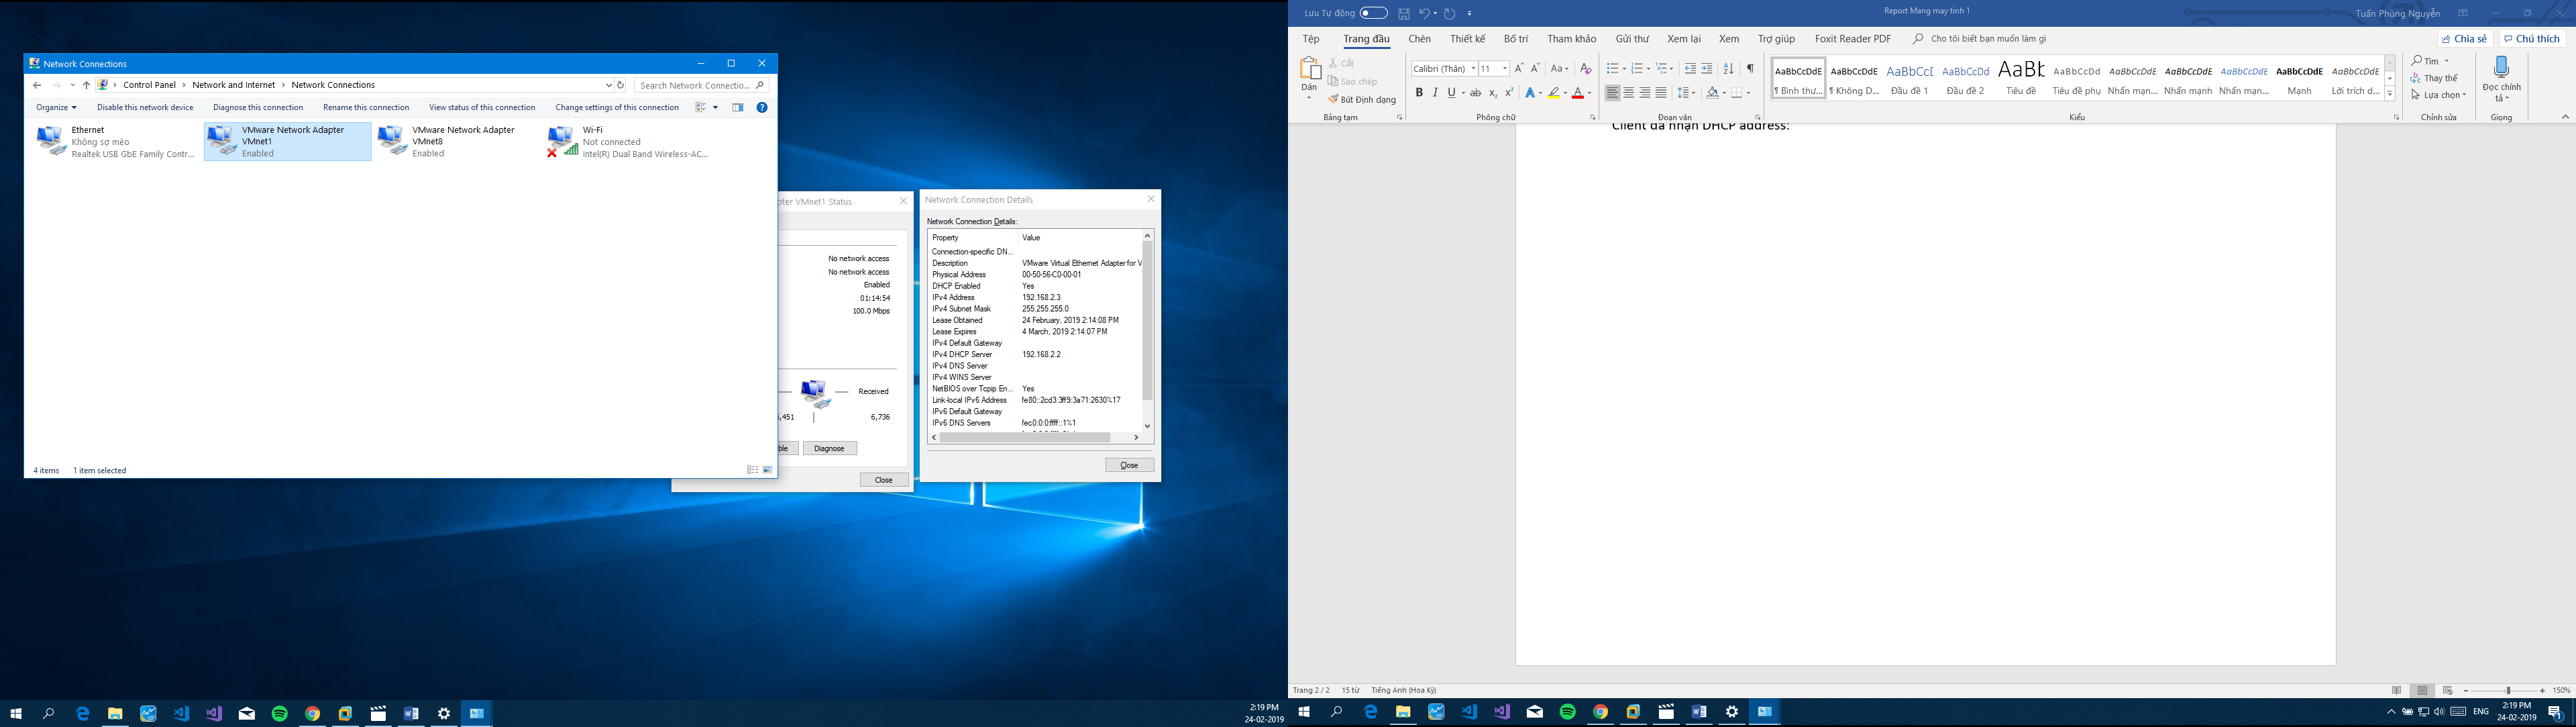 Network Connections
Control Panel > Network and Internet > Network Connections
Search Network Connectio...
Organize
Disable this network device
Diagnose this connection
Rename this connection
View status of this connection
Change settings of this connection
Ethernet
Không sợ mèo
Realtek USB GbE Family Contr...
VMware Network Adapter
VMnet1
Enabled
VMware Network Adapter
VMnet8
Enabled
Wi-Fi
Not connected
Intel(R) Dual Band Wireless-AC...
4 items
1 item selected
pter VMnet1 Status
No network access
No network access
Enabled
01:14:54
100.0 Mbps
Received
6,736
Diagnose
Close
Network Connection Details
Network Connection Details:
Property Value
Connection-specific DN...
Description VMware Virtual Ethernet Adapter for V
Physical Address 00-50-56-C0-00-01
DHCP Enabled Yes
IPv4 Address 192.168.2.3
IPv4 Subnet Mask 255.255.255.0
Lease Obtained 24 February, 2019 2:14:08 PM
Lease Expires 4 March, 2019 2:14:07 PM
IPv4 Default Gateway
IPv4 DHCP Server 192.168.2.2
IPv4 DNS Server
IPv4 WINS Server
NetBIOS over Tcpip En... Yes
Link-local IPv6 Address fe80::2cd3:3ff9:3a71:2630%17
IPv6 Default Gateway
IPv6 DNS Servers fec0:0:0:ffff::1%1
Close
2:19 PM
24-02-2019
Lưu Tự động
Report Mang may tinh 1
Tuấn Phùng Nguyễn
Tệp Trang đầu Chèn Thiết kế Bố trí Tham khảo Gửi thư Xem lại Xem Trợ giúp Foxit Reader PDF Cho tôi biết bạn muốn làm gì
Chia sẻ Chú thích
Dán
Cắt
Sao chép
Bút Định dạng
Bảng tạm
Calibri (Thân) 11
Phông chữ
Đoạn văn
AaBbCcDdE AaBbCcDdE AaBbC AaBbCcDd AaBb AaBbCcDd AaBbCcDdE AaBbCcDdE AaBbCcDdE AaBbCcDdE AaBbCcDdE
¶ Bình thư... ¶ Không D... Đầu đề 1 Đầu đề 2 Tiêu đề Tiêu đề phụ Nhấn mạn... Nhấn mạnh Nhấn mạn... Mạnh Lời trích d...
Kiểu
Tìm
Thay thế
Lựa chọn
Chỉnh sửa
Đọc chính
tả
Giọng
Client đã nhận DHCP address:
Trang 2 / 2 15 từ Tiếng Anh (Hoa Kỳ)
150%
ENG
2:19 PM
24-02-2019